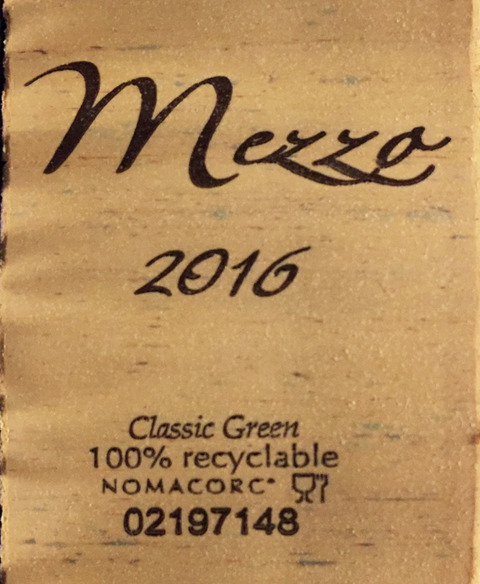 Mezzo
2016
Classic Green
100% recyclable
NOMACORC®
02197148